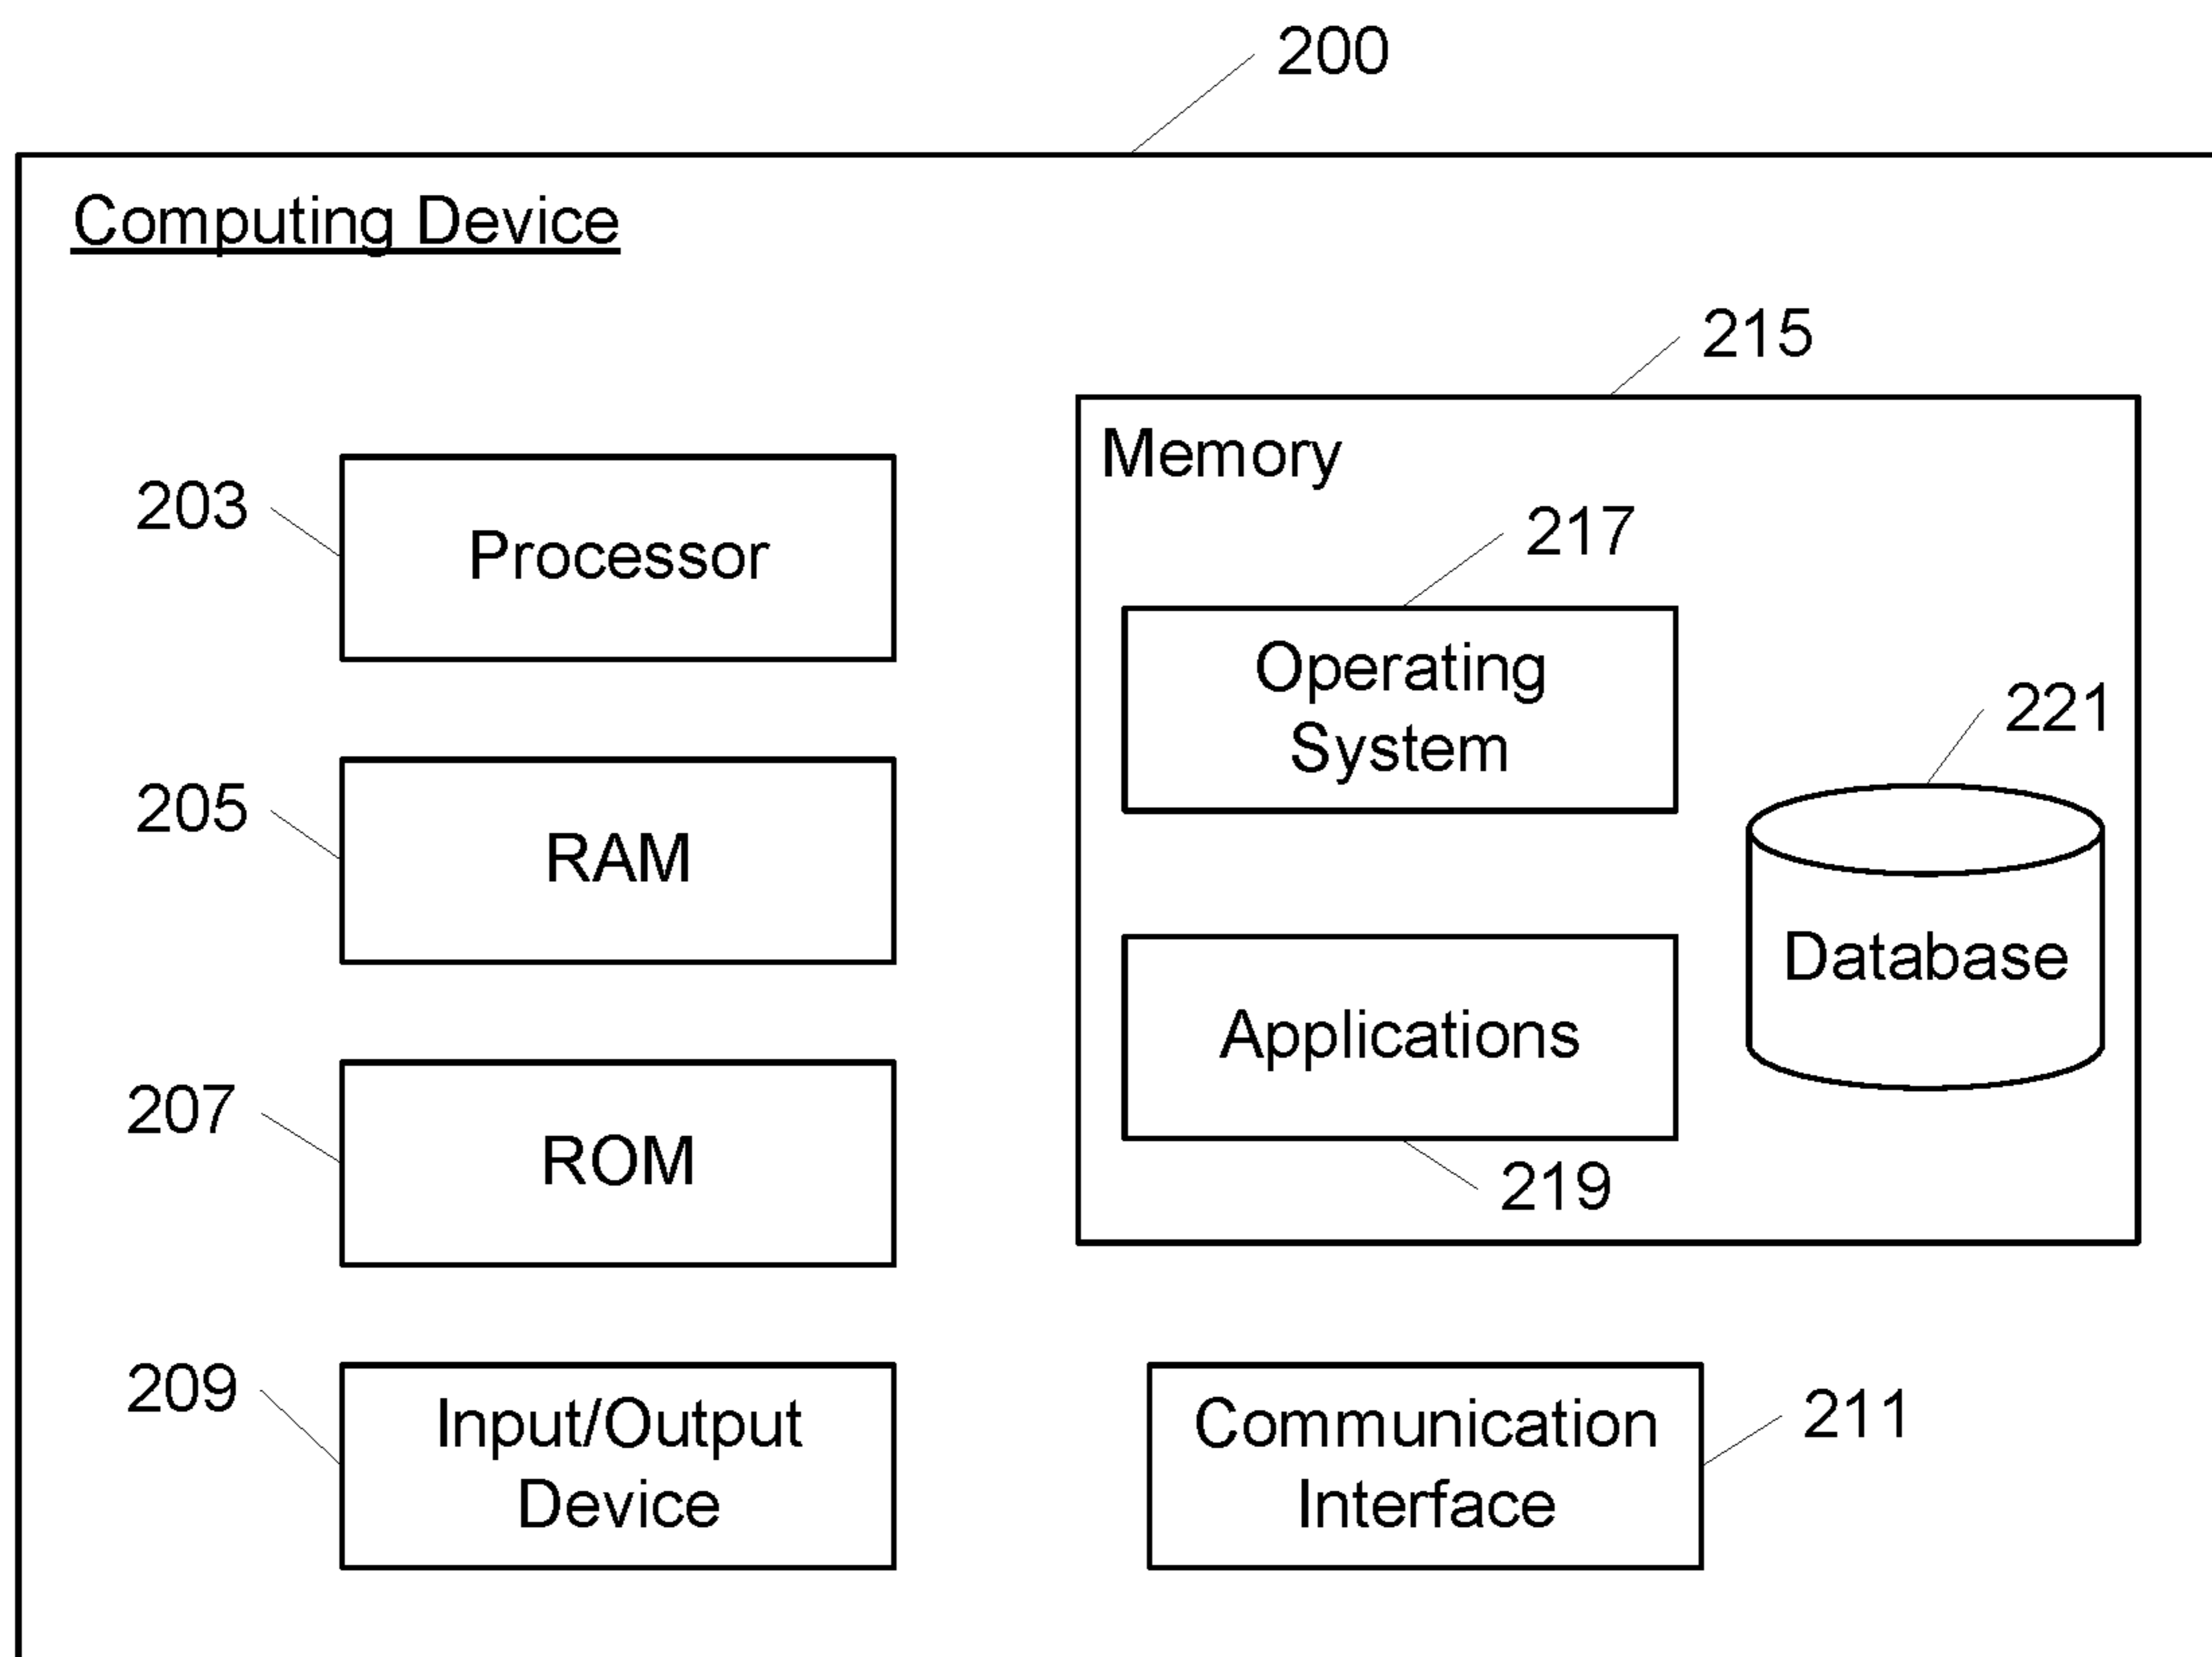 200
Computing Device
215
Memory
203
Processor
217
Operating
System
221
205
RAM
Database
Applications
219
207
ROM
209
Input/Output
Device
Communication
Interface
211